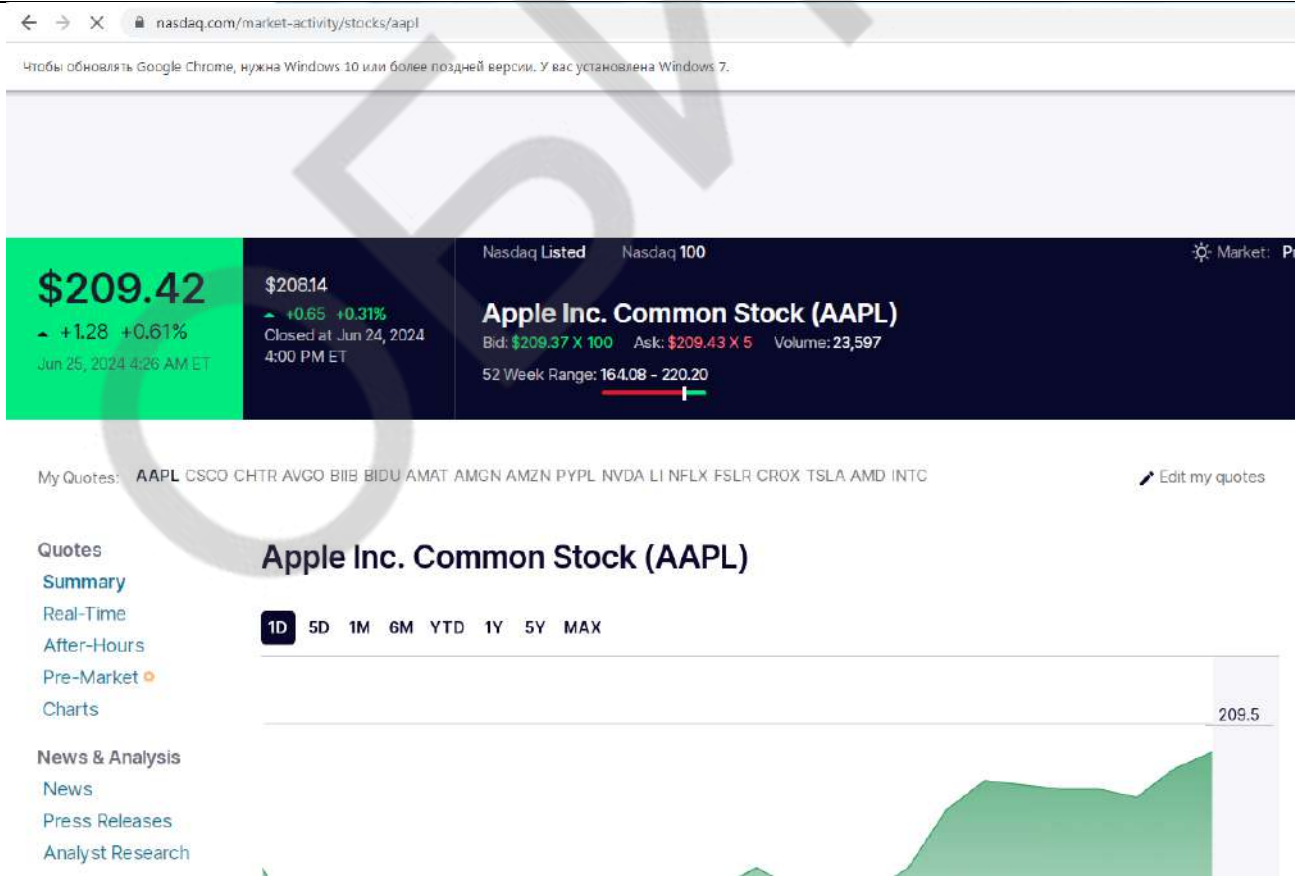 nasdaq.com/market-activity/stocks/aapl
Чтобы обновлять Google Chrome, нужна Windows 10 или более поздней версии. У вас установлена Windows 7.
Nasdaq Listed Nasdaq 100 Market: Pr
$209.42
+1.28 +0.61%
Jun 25, 2024 4:26 AM ET
$208.14
+0.65 +0.31%
Closed at Jun 24, 2024
4:00 PM ET
Apple Inc. Common Stock (AAPL)
Bid: $209.37 X 100 Ask: $209.43 X 5 Volume: 23,597
52 Week Range: 164.08 - 220.20
My Quotes: AAPL CSCO CHTR AVGO BIIB BIDU AMAT AMGN AMZN PYPL NVDA LI NFLX FSLR CROX TSLA AMD INTC
Edit my quotes
Quotes
Summary
Real-Time
After-Hours
Pre-Market
Charts
News & Analysis
News
Press Releases
Analyst Research
Apple Inc. Common Stock (AAPL)
1D 5D 1M 6M YTD 1Y 5Y MAX
209.5